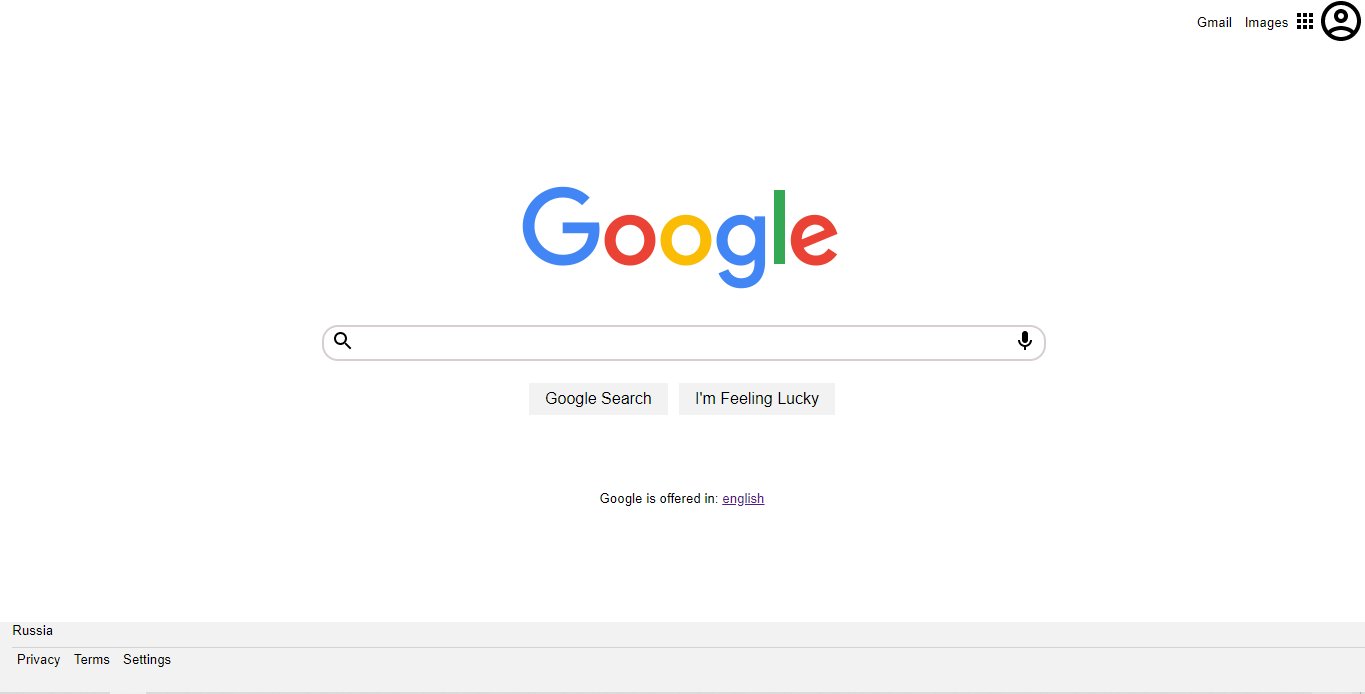 Gmail Images
Google
Google Search I'm Feeling Lucky
Google is offered in: english
Russia
Privacy Terms Settings